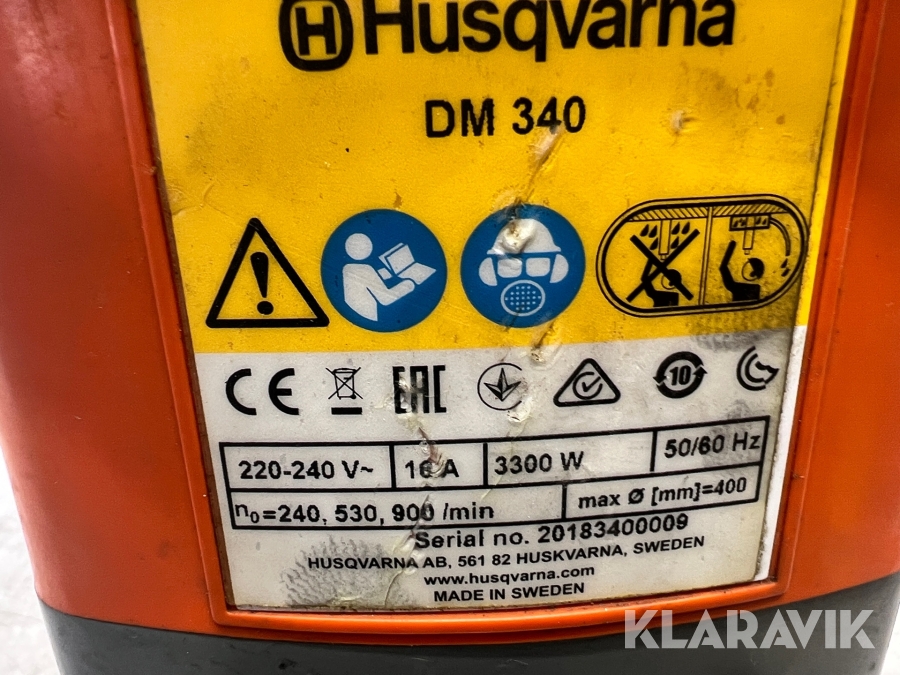 Husqvarna
DM 340
CE EAC 10
220-240 V~ 16 A 3300 W 50/60 Hz
n0=240, 530, 900 /min max Ø [mm]=400
Serial no. 20183400009
HUSQVARNA AB, 561 82 HUSKVARNA, SWEDEN
www.husqvarna.com
MADE IN SWEDEN
KLARAVIK